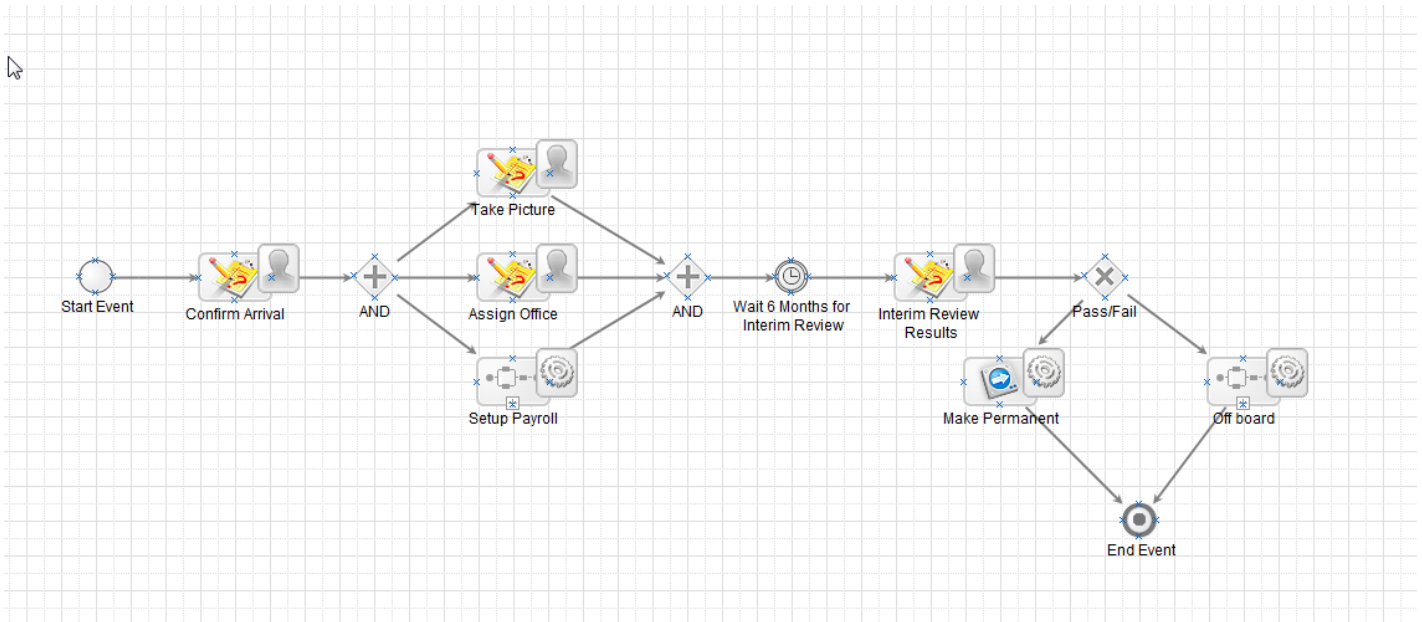 Take Picture
Start Event
Confirm Arrival
AND
Assign Office
AND
Wait 6 Months for
Interim Review
Interim Review
Results
Pass/Fail
Setup Payroll
Make Permanent
Off board
End Event